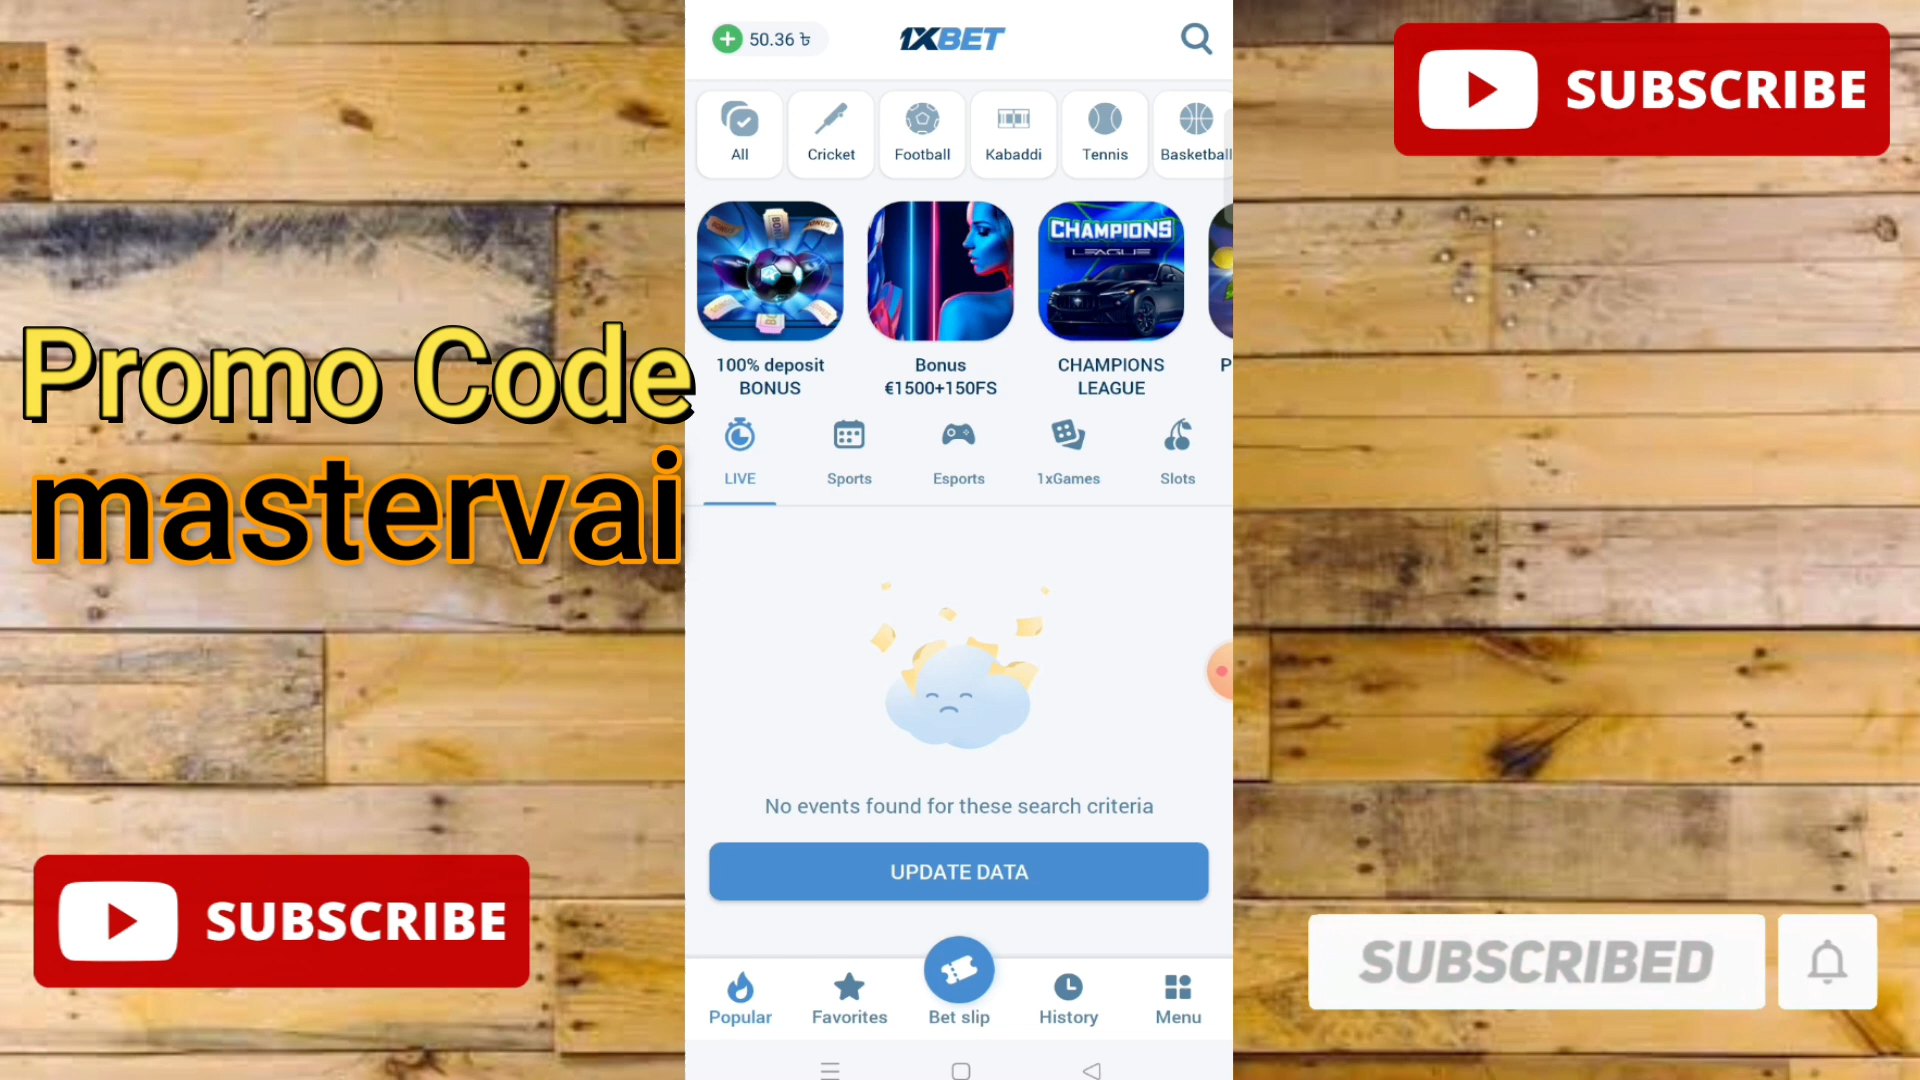 50.36 ৳
1XBET
All
Cricket
Football
Kabaddi
Tennis
Basketball
BONUS
CHAMPIONS
LEAGUE
100% deposit
BONUS
Bonus
€1500+150FS
CHAMPIONS
LEAGUE
P
LIVE
Sports
Esports
1xGames
Slots
No events found for these search criteria
UPDATE DATA
Popular
Favorites
Bet slip
History
Menu
Promo Code
mastervai
SUBSCRIBE
SUBSCRIBE
SUBSCRIBED